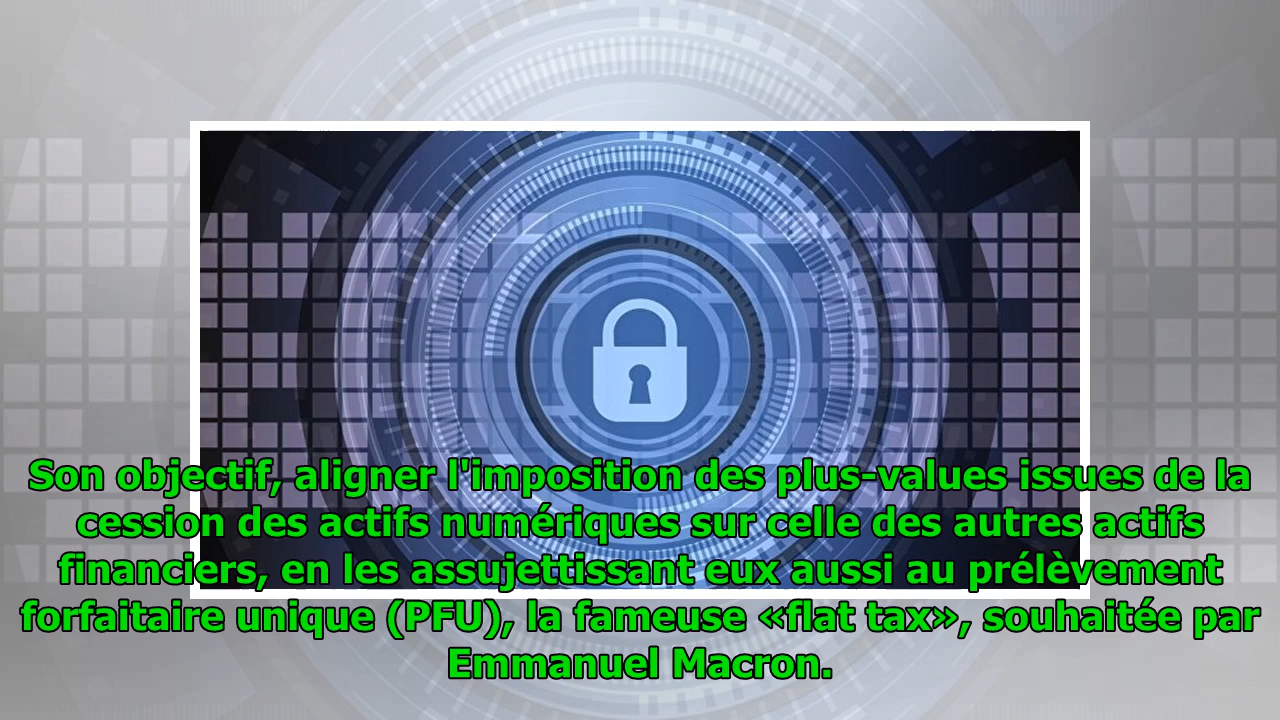 Son objectif, aligner l'imposition des plus-values issues de la
cession des actifs numériques sur celle des autres actifs
financiers, en les assujettissant eux aussi au prélèvement
forfaitaire unique (PFU), la fameuse «flat tax», souhaitée par
Emmanuel Macron.